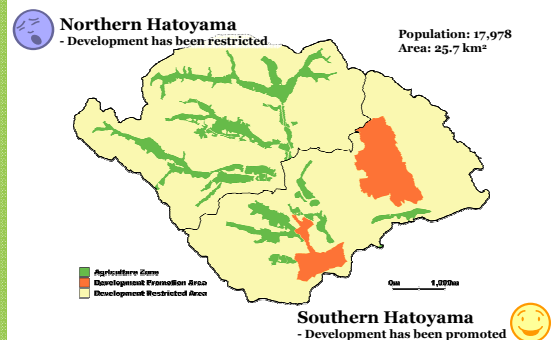 Northern Hatoyama
- Development has been restricted
Population: 17,978
Area: 25.7 km²
Agriculture Zone
Development Promotion Area
Development Restricted Area
0m 1,000m
Southern Hatoyama
- Development has been promoted